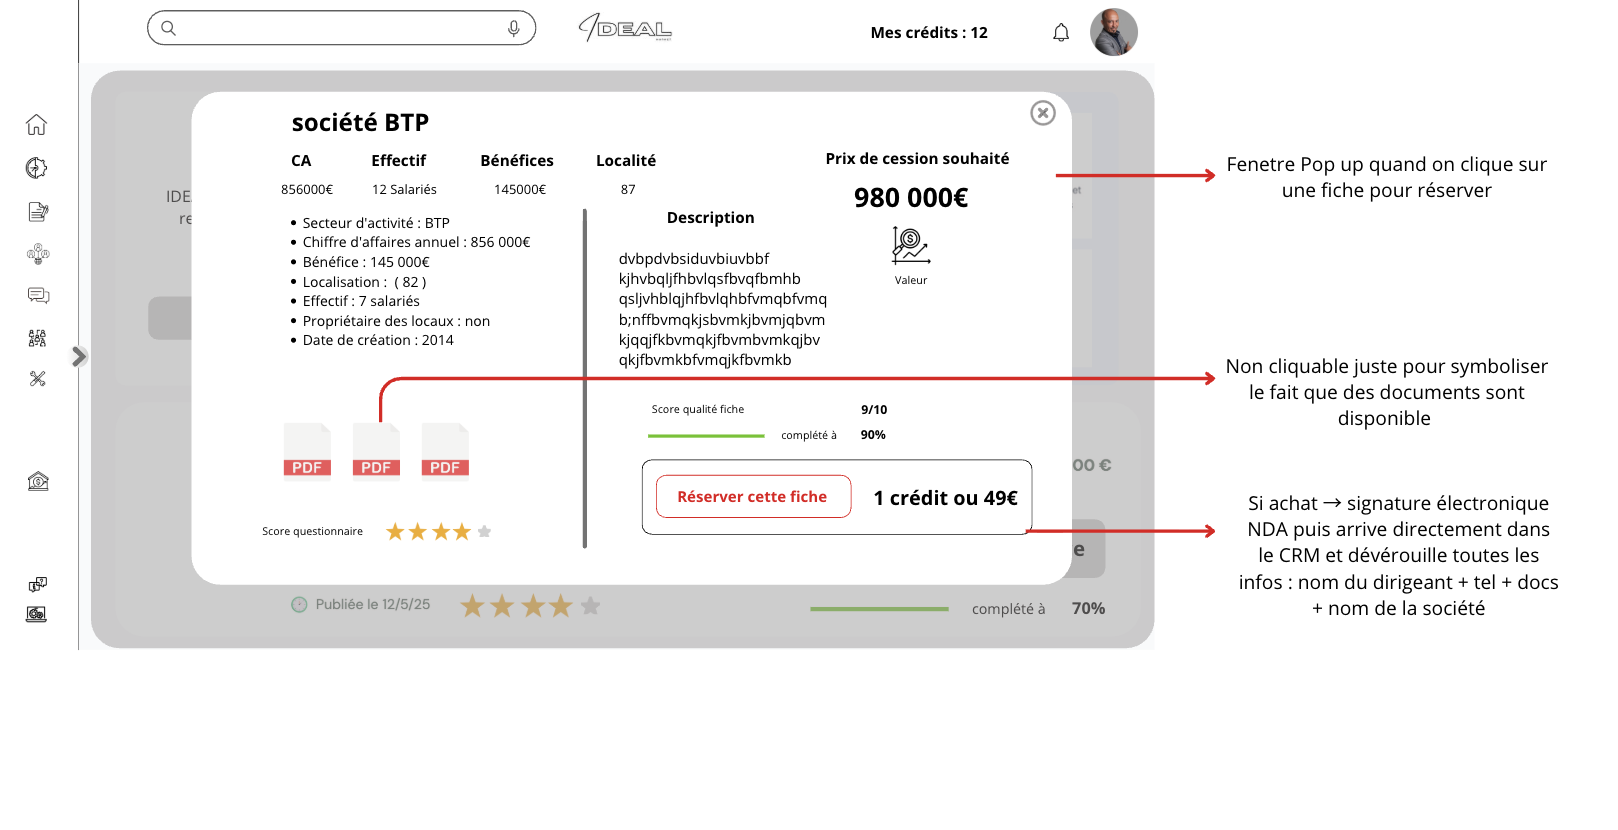 IDEAL
MARKET
Mes crédits : 12
société BTP
CA
Effectif
Bénéfices
Localité
856000€
12 Salariés
145000€
87
Prix de cession souhaité
980 000€
Valeur
Secteur d'activité : BTP
Chiffre d'affaires annuel : 856 000€
Bénéfice : 145 000€
Localisation :  ( 82 )
Effectif : 7 salariés
Propriétaire des locaux : non
Date de création : 2014
Description
dvbpdvbsiduvbiuvbbf
kjhvbqljfhbvlqsfbvqfbmhb
qsljvhblqjhfbvlqhbfvmqbfvmq
b;nffbvmqkjsbvmkjbvmjqbvm
kjqqjfkbvmqkjfbvmbvmkqjbv
qkjfbvmkbfvmqjkfbvmkb
PDF
PDF
PDF
Score questionnaire
Score qualité fiche
9/10
complété à
90%
Réserver cette fiche
1 crédit ou 49€
IDE
re
et
00 €
e
Publiée le 12/5/25
complété à
70%
Fenetre Pop up quand on clique sur
une fiche pour réserver
Non cliquable juste pour symboliser
le fait que des documents sont
disponible
Si achat → signature électronique
NDA puis arrive directement dans
le CRM et dévérouille toutes les
infos : nom du dirigeant + tel + docs
+ nom de la société